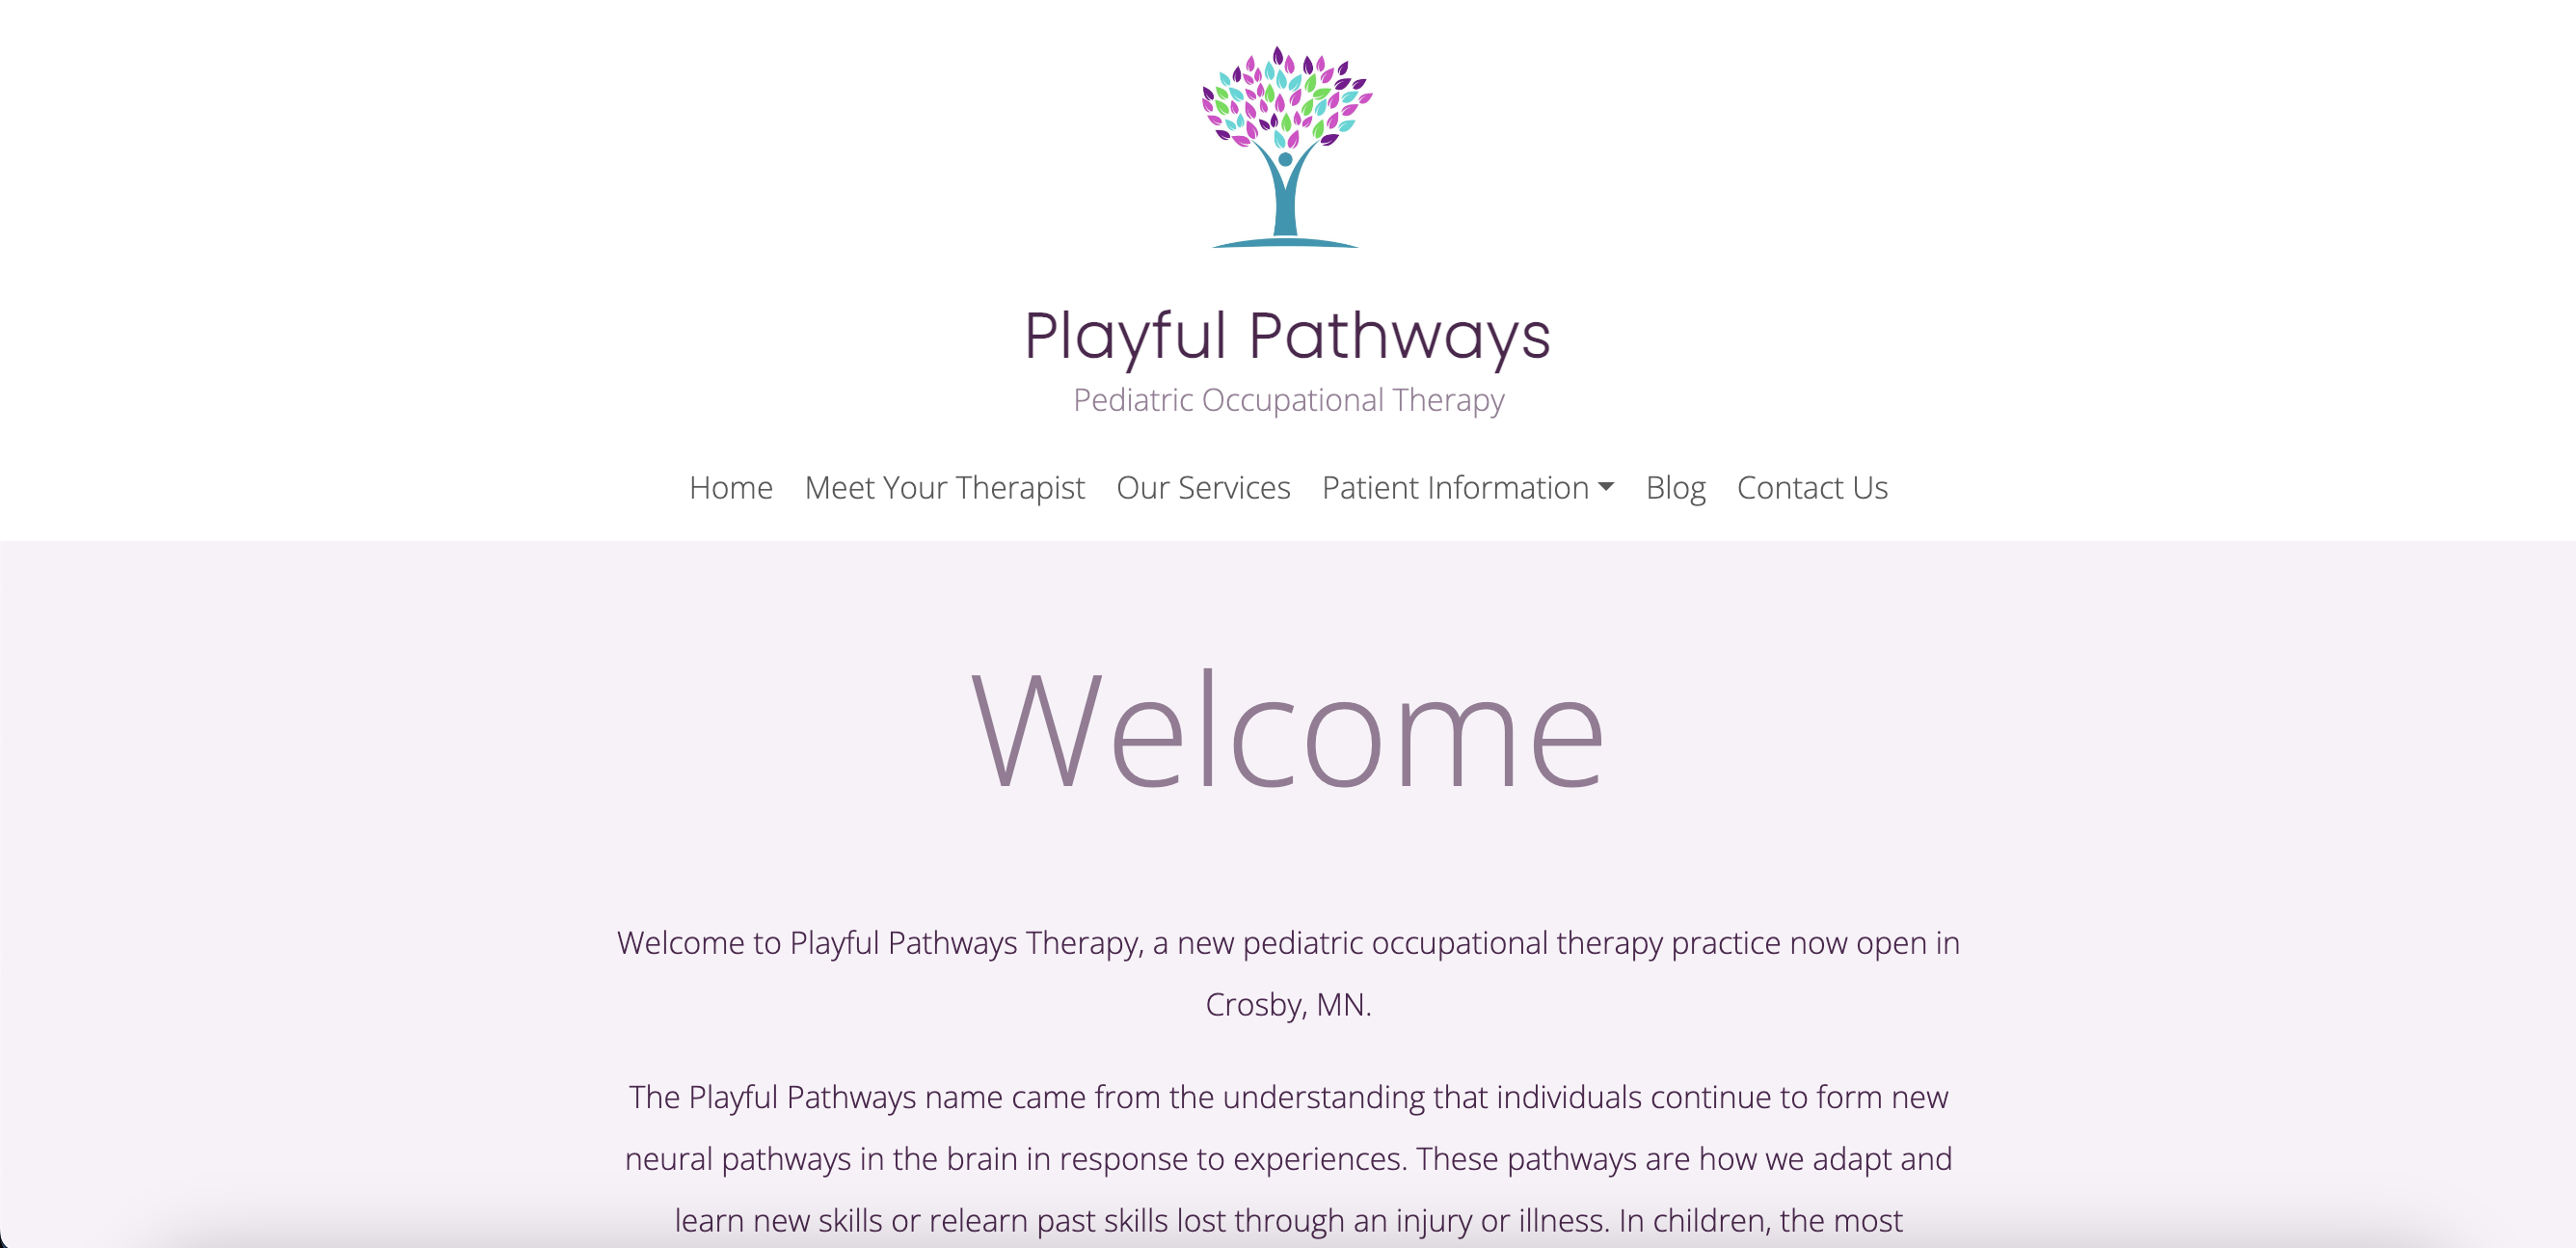 Playful Pathways
Pediatric Occupational Therapy
Home Meet Your Therapist Our Services Patient Information Blog Contact Us
Welcome
Welcome to Playful Pathways Therapy, a new pediatric occupational therapy practice now open in
Crosby, MN.
The Playful Pathways name came from the understanding that individuals continue to form new
neural pathways in the brain in response to experiences. These pathways are how we adapt and
learn new skills or relearn past skills lost through an injury or illness. In children, the most